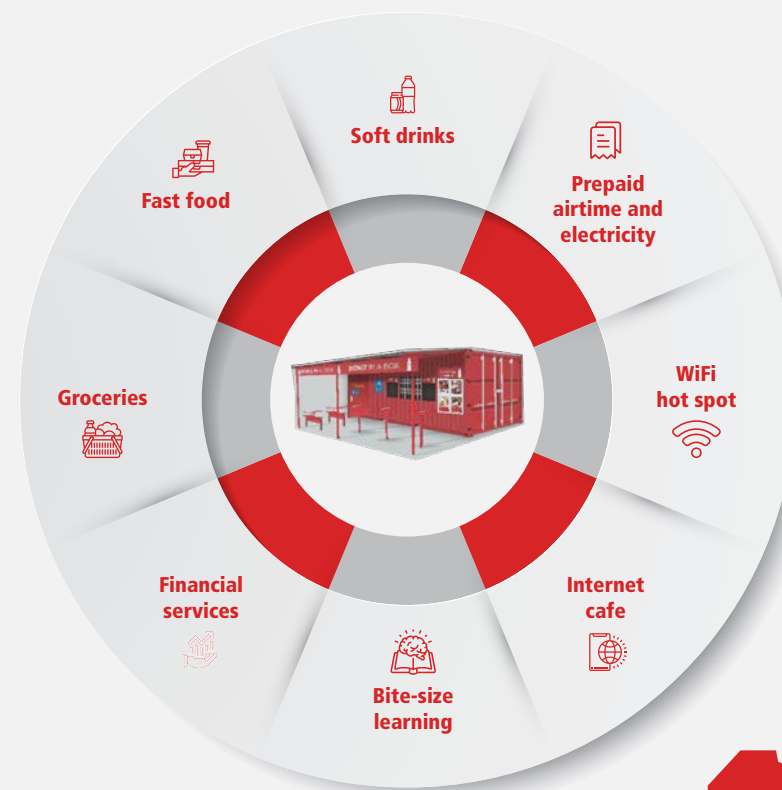 Soft drinks
Prepaid
airtime and
electricity
WiFi
hot spot
Internet
cafe
Bite-size
learning
Financial
services
Groceries
Fast food